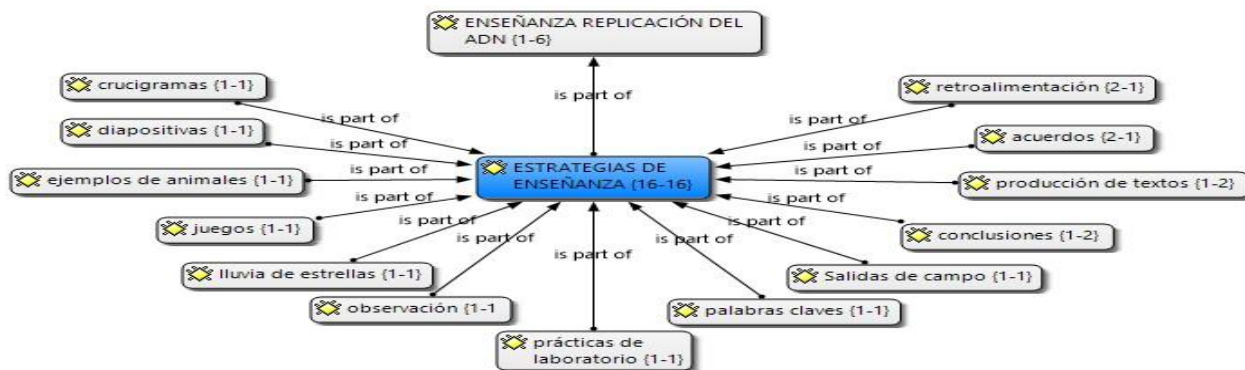 ENSEÑANZA REPLICACIÓN DEL
ADN {1-6}
is part of
crucigramas {1-1}
retroalimentación {2-1}
is part of
is part of
diapositivas {1-1}
acuerdos {2-1}
is part of
is part of
ESTRATEGIAS DE
ENSEÑANZA {16-16}
is part of
is part of
ejemplos de animales {1-1}
producción de textos {1-2}
is part of
is part of
juegos {1-1}
is part of
is part of
conclusiones {1-2}
is part of
is part of
is part of
lluvia de estrellas {1-1}
Salidas de campo {1-1}
observación {1-1
palabras claves {1-1}
prácticas de
laboratorio {1-1}